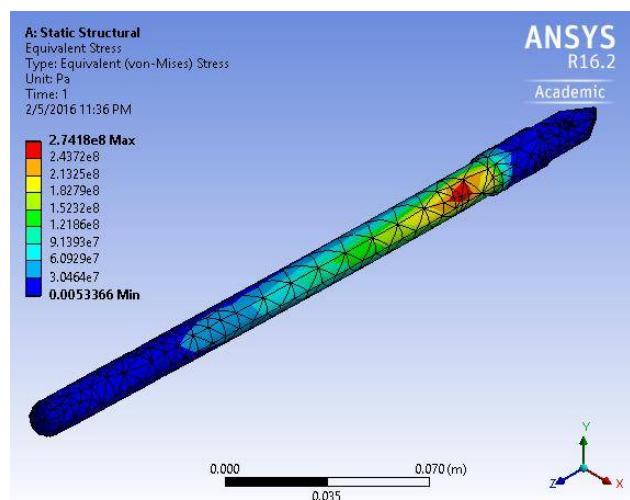 A: Static Structural
Equivalent Stress
Type: Equivalent (von-Mises) Stress
Unit: Pa
Time: 1
2/5/2016 11:36 PM
ANSYS
R16.2
Academic
2.7418e8 Max
2.4372e8
2.1325e8
1.8279e8
1.5232e8
1.2186e8
9.1393e7
6.0929e7
3.0464e7
0.0053366 Min
0.000
0.070 (m)
0.035
Y
Z
X